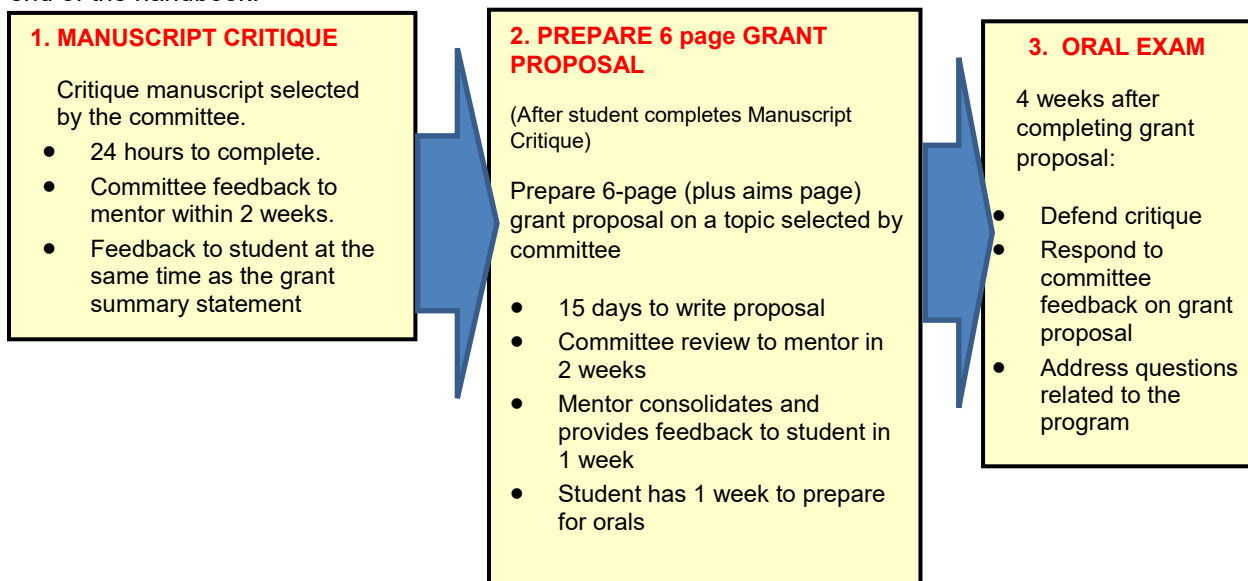 end of the handbook.
1. MANUSCRIPT CRITIQUE
Critique manuscript selected
by the committee.
• 24 hours to complete.
• Committee feedback to
mentor within 2 weeks.
• Feedback to student at the
same time as the grant
summary statement
2. PREPARE 6 page GRANT
PROPOSAL
(After student completes Manuscript
Critique)
Prepare 6-page (plus aims page)
grant proposal on a topic selected by
committee
• 15 days to write proposal
• Committee review to mentor in
2 weeks
• Mentor consolidates and
provides feedback to student in
1 week
• Student has 1 week to prepare
for orals
3. ORAL EXAM
4 weeks after
completing grant
proposal:
• Defend critique
• Respond to
committee
feedback on grant
proposal
• Address questions
related to the
program